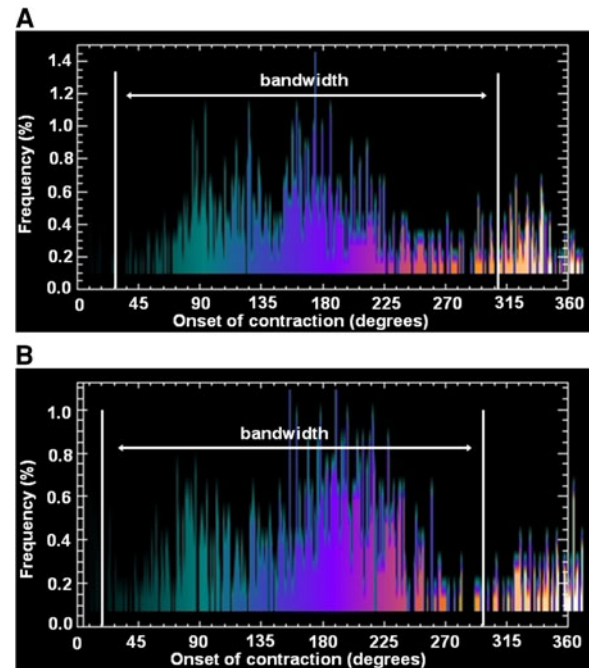 A
bandwidth
Frequency (%)
1.4
1.2
1.0
0.8
0.6
0.4
0.2
0.0
0 45 90 135 180 225 270 315 360
Onset of contraction (degrees)
B
bandwidth
Frequency (%)
1.0
0.8
0.6
0.4
0.2
0.0
0 45 90 135 180 225 270 315 360
Onset of contraction (degrees)